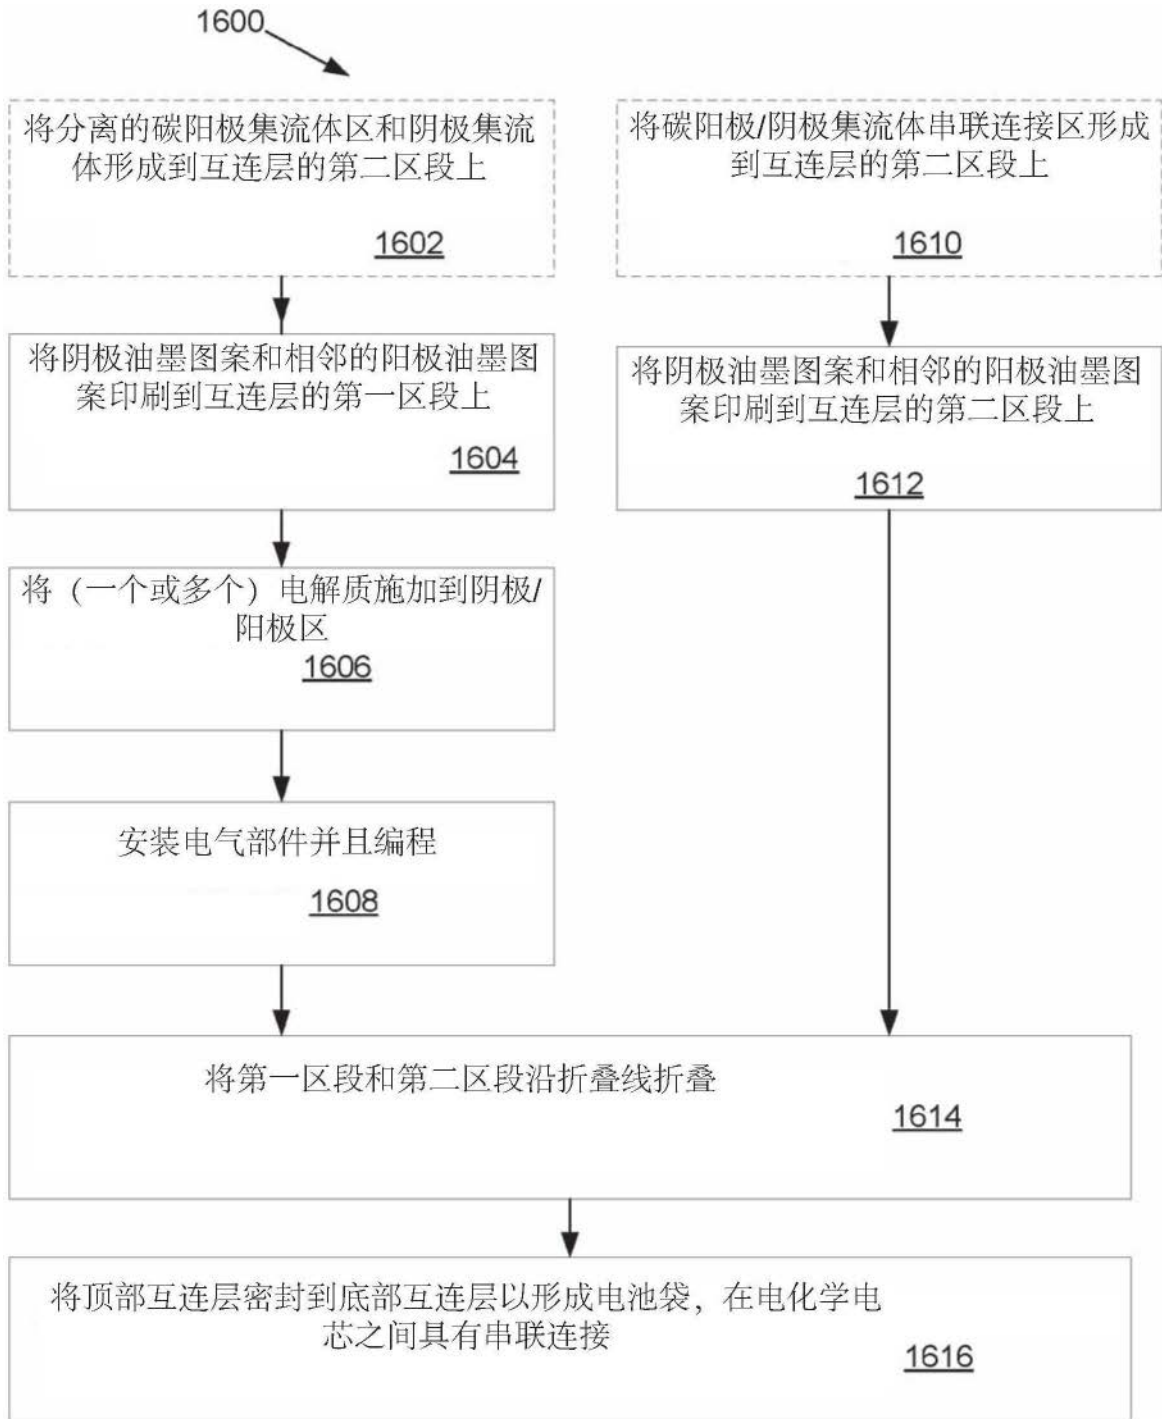 1600
将分离的碳阳极集流体区和阴极集流
体形成到互连层的第二区段上
1602
将阴极油墨图案和相邻的阳极油墨图
案印刷到互连层的第一区段上
1604
将（一个或多个）电解质施加到阴极/
阳极区
1606
安装电气部件并且编程
1608
将碳阳极/阴极集流体串联连接区形成
到互连层的第二区段上
1610
将阴极油墨图案和相邻的阳极油墨图
案印刷到互连层的第二区段上
1612
将第一区段和第二区段沿折叠线折叠
1614
将顶部互连层密封到底部互连层以形成电池袋，在电化学电
芯之间具有串联连接
1616